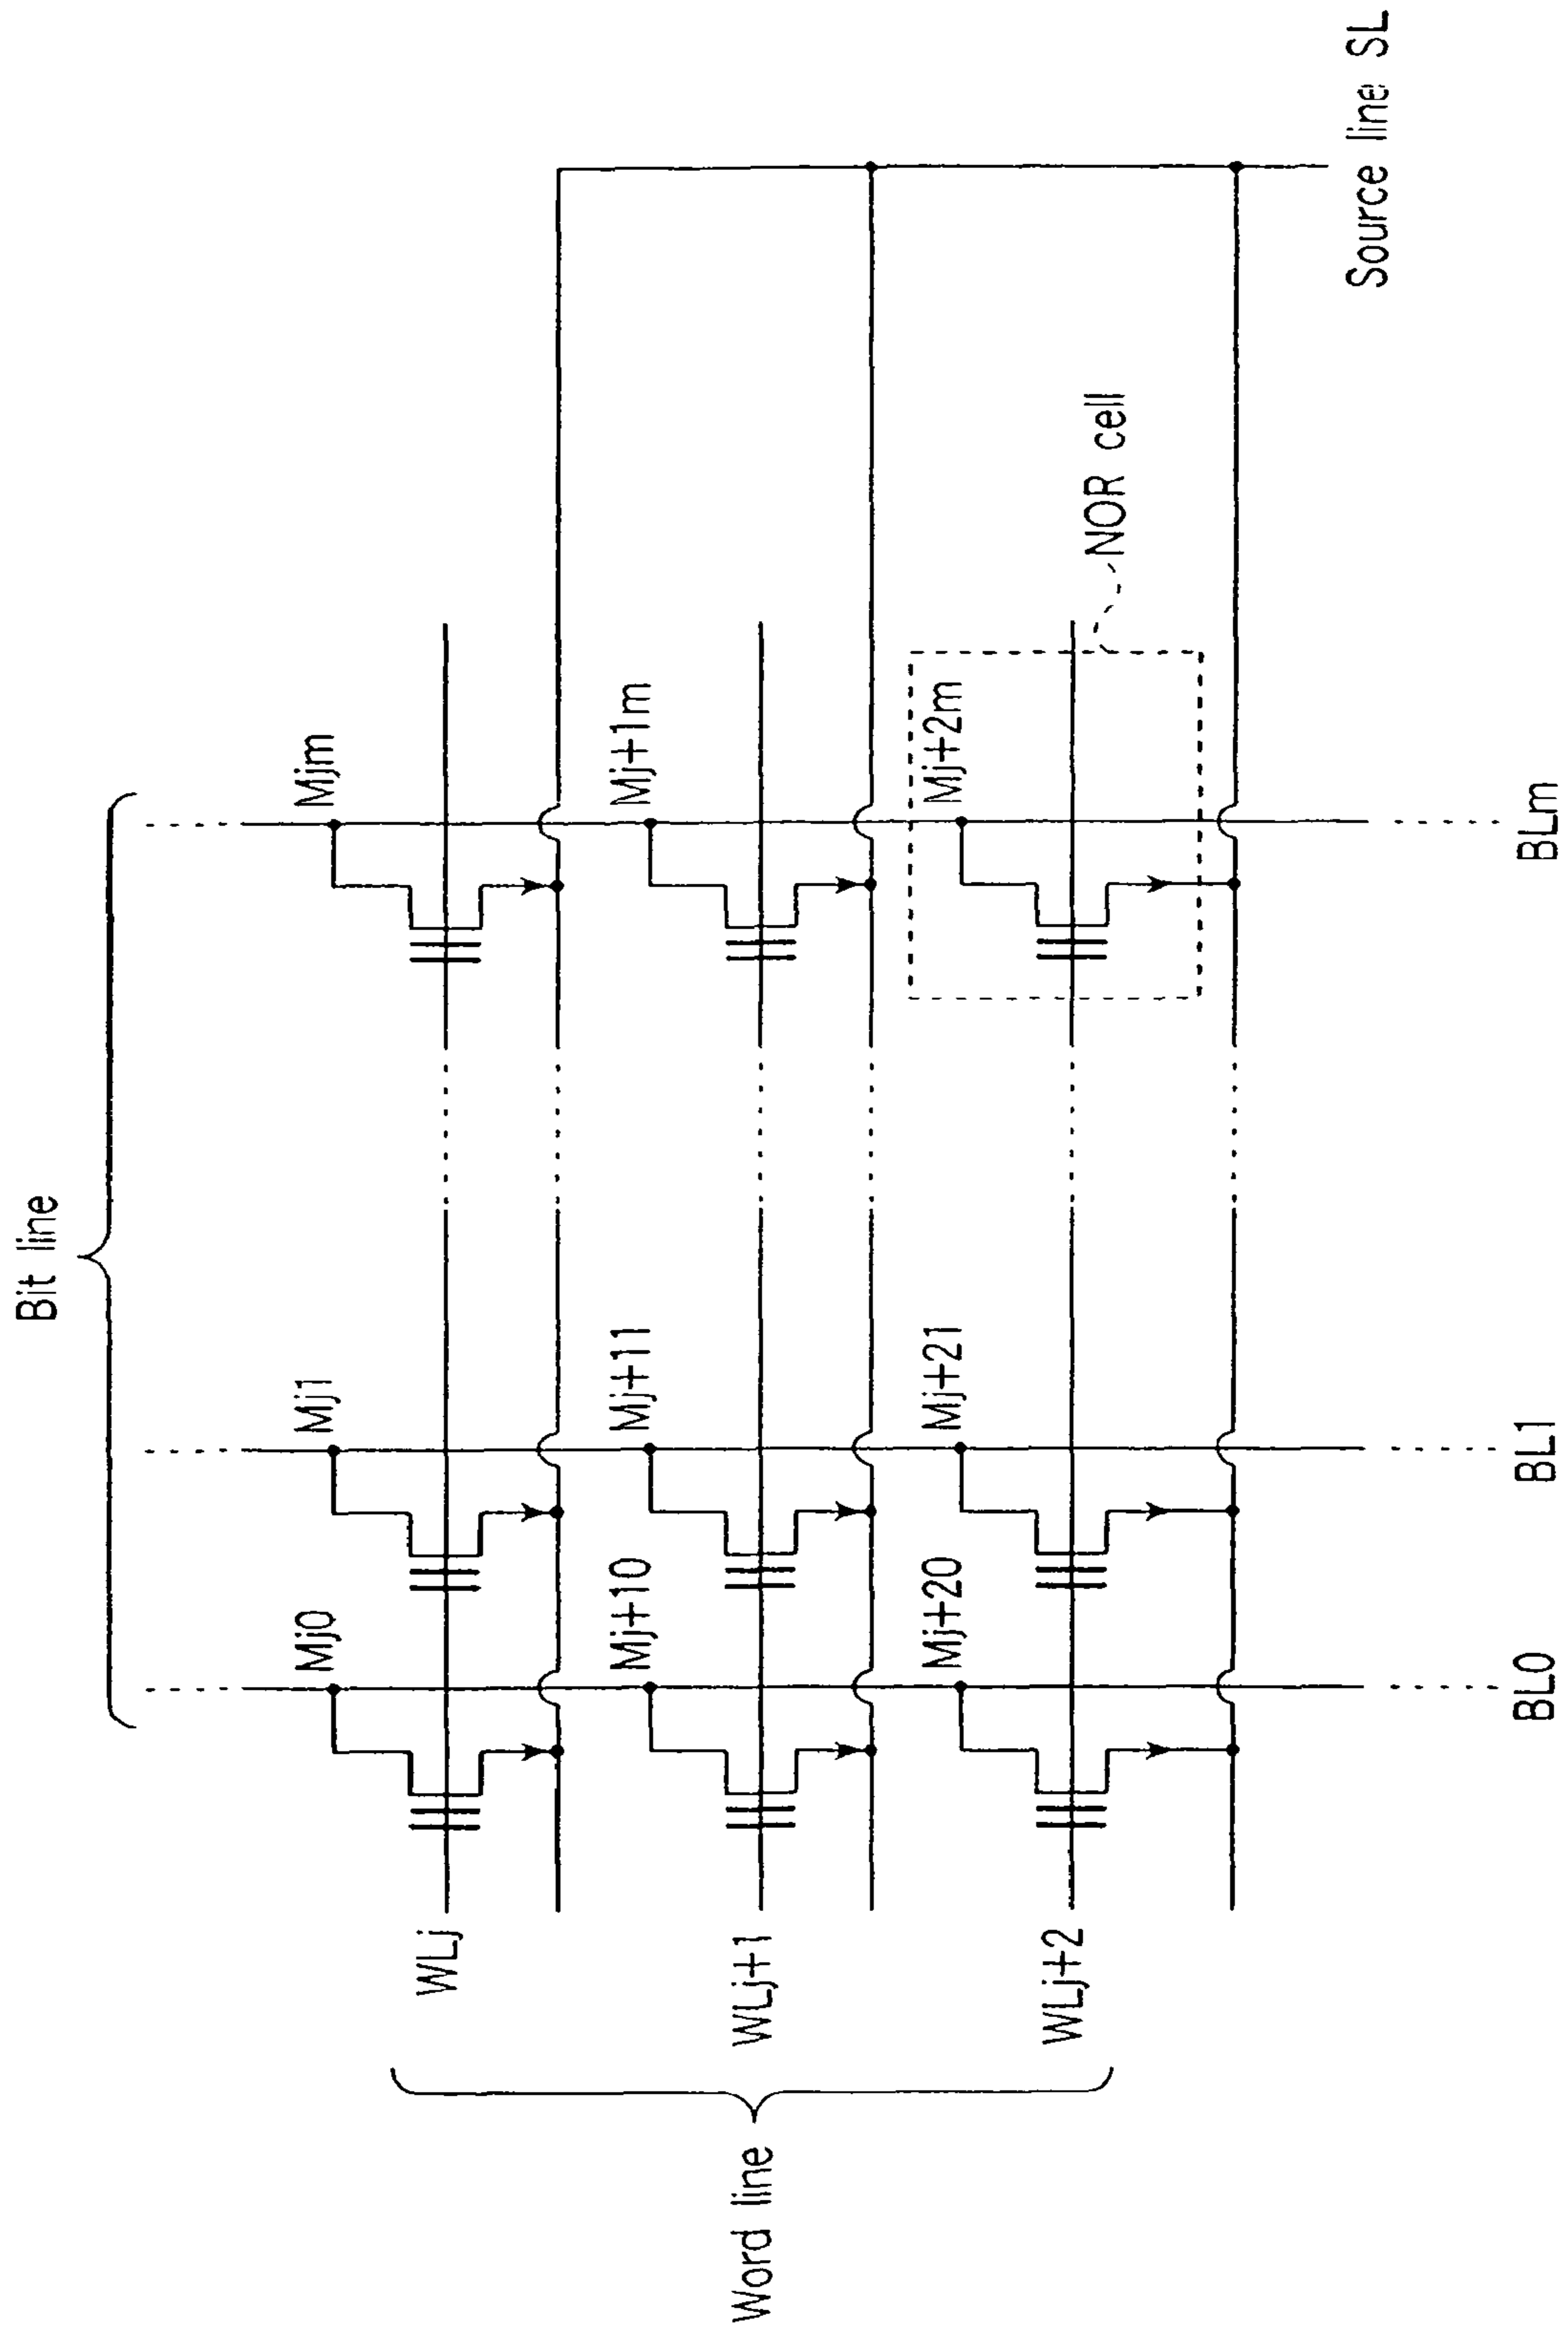 Bit line
Mj0
Mj1
Mjm
WLj
Mj+10
Mj+11
Mj+1m
WLj+1
Word line
Mj+20
Mj+21
Mj+2m
WLj+2
NOR cell
BL0
BL1
BLm
Source line SL